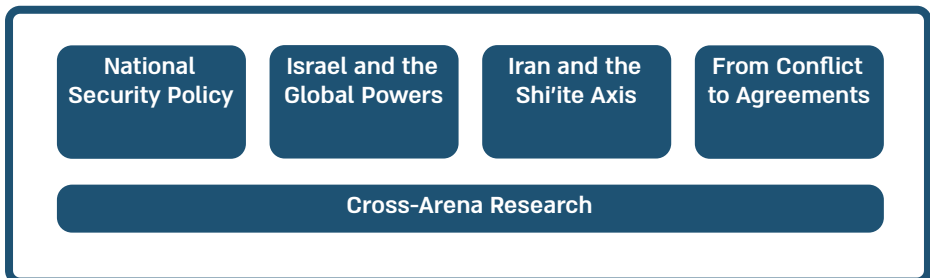 National
Security Policy
Israel and the
Global Powers
Iran and the
Shi'ite Axis
From Conflict
to Agreements
Cross-Arena Research